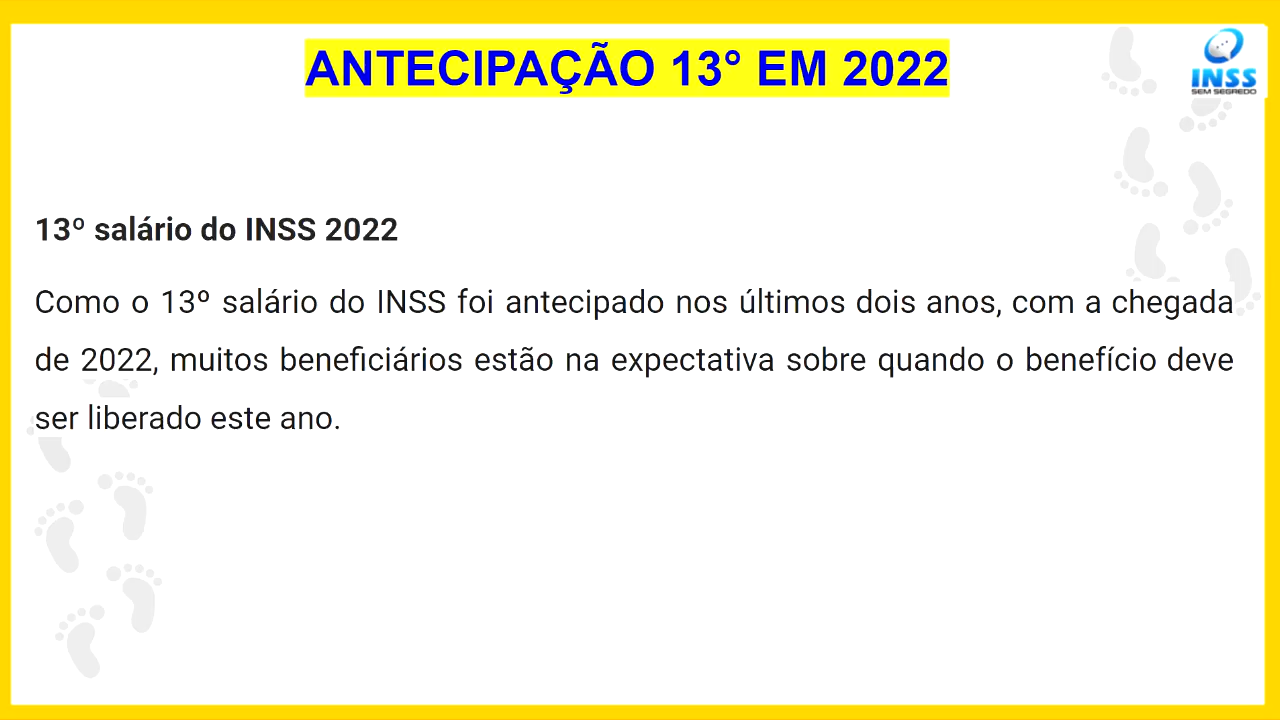 ANTECIPAÇÃO 13° EM 2022
INSS
SEM SEGREDO
13º salário do INSS 2022
Como o 13º salário do INSS foi antecipado nos últimos dois anos, com a chegada
de 2022, muitos beneficiários estão na expectativa sobre quando o benefício deve
ser liberado este ano.